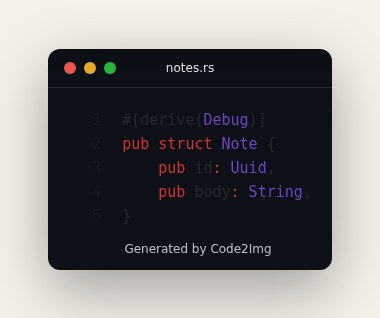 notes.rs
1 #[derive(Debug)]
2 pub struct Note {
3     pub id: Uuid,
4     pub body: String,
5 }
Generated by Code2Img